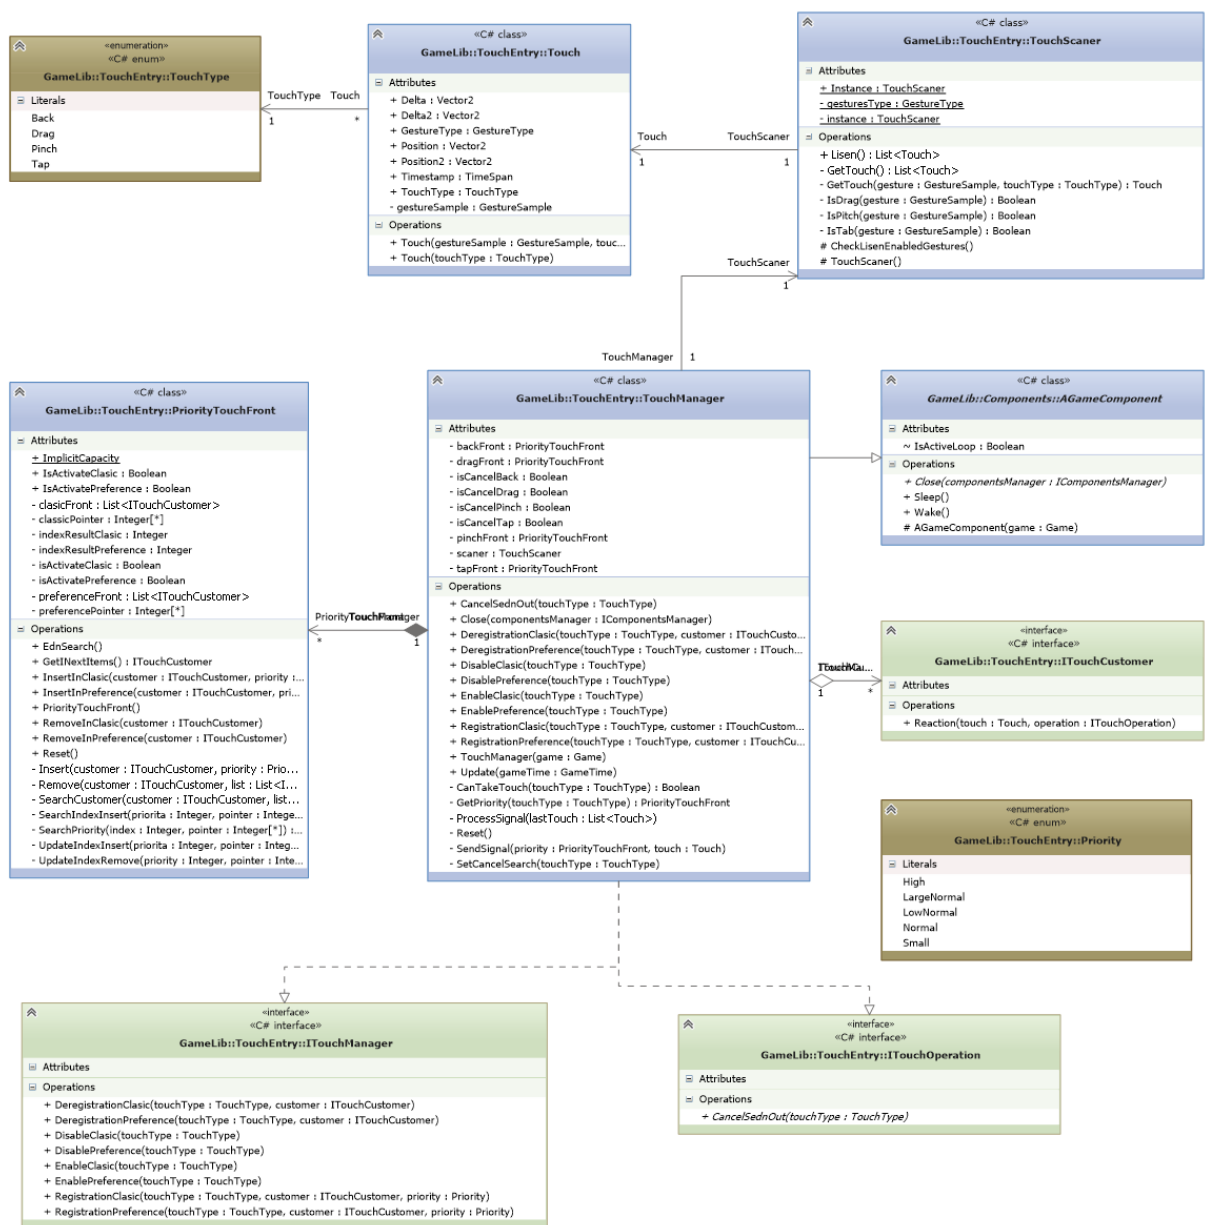 «enumeration»
«C# enum»
GameLib::TouchEntry::TouchType
Literals
Back
Drag
Pinch
Tap
TouchType Touch
1 *
«C# class»
GameLib::TouchEntry::Touch
Attributes
+ Delta : Vector2
+ Delta2 : Vector2
+ GestureType : GestureType
+ Position : Vector2
+ Position2 : Vector2
+ Timestamp : TimeSpan
+ TouchType : TouchType
- gestureSample : GestureSample
Operations
+ Touch(gestureSample : GestureSample, touc...
+ Touch(touchType : TouchType)
Touch TouchScaner
1 1
«C# class»
GameLib::TouchEntry::TouchScaner
Attributes
+ Instance : TouchScaner
- gesturesType : GestureType
- instance : TouchScaner
Operations
+ Lisen() : List<Touch>
- GetTouch() : List<Touch>
- GetTouch(gesture : GestureSample, touchType : TouchType) : Touch
- IsDrag(gesture : GestureSample) : Boolean
- IsPitch(gesture : GestureSample) : Boolean
- IsTab(gesture : GestureSample) : Boolean
# CheckLisenEnabledGestures()
# TouchScaner()
TouchScaner
1
TouchManager 1
«C# class»
GameLib::TouchEntry::PriorityTouchFront
Attributes
+ ImplicitCapacity
+ IsActivateClasic : Boolean
+ IsActivatePreference : Boolean
- clasicFront : List<ITouchCustomer>
- classicPointer : Integer[*]
- indexResultClasic : Integer
- indexResultPreference : Integer
- isActivateClasic : Boolean
- isActivatePreference : Boolean
- preferenceFront : List<ITouchCustomer>
- preferencePointer : Integer[*]
Operations
+ EdnSearch()
+ GetINextItems() : ITouchCustomer
+ InsertInClasic(customer : ITouchCustomer, priority :...
+ InsertInPreference(customer : ITouchCustomer, pri...
+ PriorityTouchFront()
+ RemoveInClasic(customer : ITouchCustomer)
+ RemoveInPreference(customer : ITouchCustomer)
+ Reset()
- Insert(customer : ITouchCustomer, priority : Prio...
- Remove(customer : ITouchCustomer, list : List<I...
- SearchCustomer(customer : ITouchCustomer, list...
- SearchIndexInsert(priorita : Integer, pointer : Intege...
- SearchPriority(index : Integer, pointer : Integer[*]) :...
- UpdateIndexInsert(priorita : Integer, pointer : Integ...
- UpdateIndexRemove(priority : Integer, pointer : Inte...
* 1
«C# class»
GameLib::TouchEntry::TouchManager
Attributes
- backFront : PriorityTouchFront
- dragFront : PriorityTouchFront
- isCancelBack : Boolean
- isCancelDrag : Boolean
- isCancelPinch : Boolean
- isCancelTap : Boolean
- pinchFront : PriorityTouchFront
- scaner : TouchScaner
- tapFront : PriorityTouchFront
Operations
+ CancelSednOut(touchType : TouchType)
+ Close(componentsManager : IComponentsManager)
+ DeregistrationClasic(touchType : TouchType, customer : ITouchCusto...
+ DeregistrationPreference(touchType : TouchType, customer : ITouch...
+ DisableClasic(touchType : TouchType)
+ DisablePreference(touchType : TouchType)
+ EnableClasic(touchType : TouchType)
+ EnablePreference(touchType : TouchType)
+ RegistrationClasic(touchType : TouchType, customer : ITouchCustom...
+ RegistrationPreference(touchType : TouchType, customer : ITouchCu...
+ TouchManager(game : Game)
+ Update(gameTime : GameTime)
- CanTakeTouch(touchType : TouchType) : Boolean
- GetPriority(touchType : TouchType) : PriorityTouchFront
- ProcessSignal(lastTouch : List<Touch>)
- Reset()
- SendSignal(priority : PriorityTouchFront, touch : Touch)
- SetCancelSearch(touchType : TouchType)
1 *
«C# class»
GameLib::Components::AGameComponent
Attributes
~ IsActiveLoop : Boolean
Operations
+ Close(componentsManager : IComponentsManager)
+ Sleep()
+ Wake()
# AGameComponent(game : Game)
«interface»
«C# interface»
GameLib::TouchEntry::ITouchCustomer
Attributes
Operations
+ Reaction(touch : Touch, operation : ITouchOperation)
«enumeration»
«C# enum»
GameLib::TouchEntry::Priority
Literals
High
LargeNormal
LowNormal
Normal
Small
«interface»
«C# interface»
GameLib::TouchEntry::ITouchManager
Attributes
Operations
+ DeregistrationClasic(touchType : TouchType, customer : ITouchCustomer)
+ DeregistrationPreference(touchType : TouchType, customer : ITouchCustomer)
+ DisableClasic(touchType : TouchType)
+ DisablePreference(touchType : TouchType)
+ EnableClasic(touchType : TouchType)
+ EnablePreference(touchType : TouchType)
+ RegistrationClasic(touchType : TouchType, customer : ITouchCustomer, priority : Priority)
+ RegistrationPreference(touchType : TouchType, customer : ITouchCustomer, priority : Priority)
«interface»
«C# interface»
GameLib::TouchEntry::ITouchOperation
Attributes
Operations
+ CancelSednOut(touchType : TouchType)